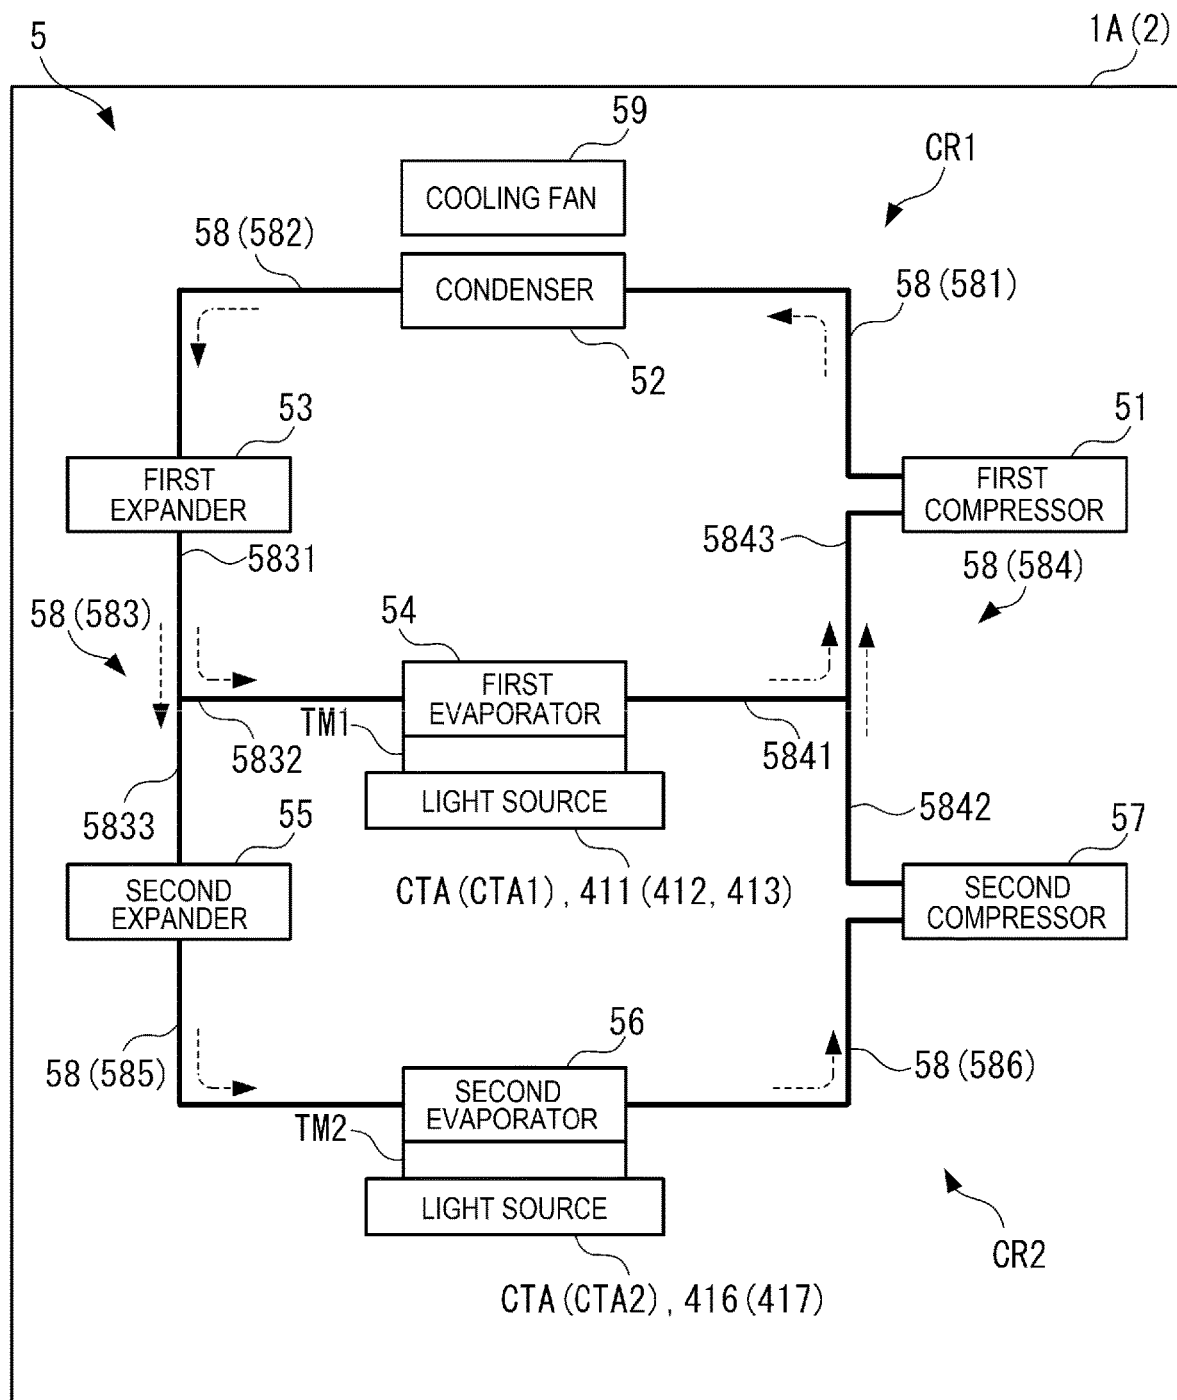 5
1A(2)
59
COOLING FAN
CR1
58(582)
CONDENSER
58(581)
52
53
51
FIRST
EXPANDER
FIRST
COMPRESSOR
5831
5843
58(584)
58(583)
54
FIRST
EVAPORATOR
TM1
5832
5841
LIGHT SOURCE
5833
55
5842
57
SECOND
EXPANDER
CTA(CTA1), 411(412, 413)
SECOND
COMPRESSOR
56
58(585)
58(586)
SECOND
EVAPORATOR
TM2
LIGHT SOURCE
CR2
CTA(CTA2), 416(417)